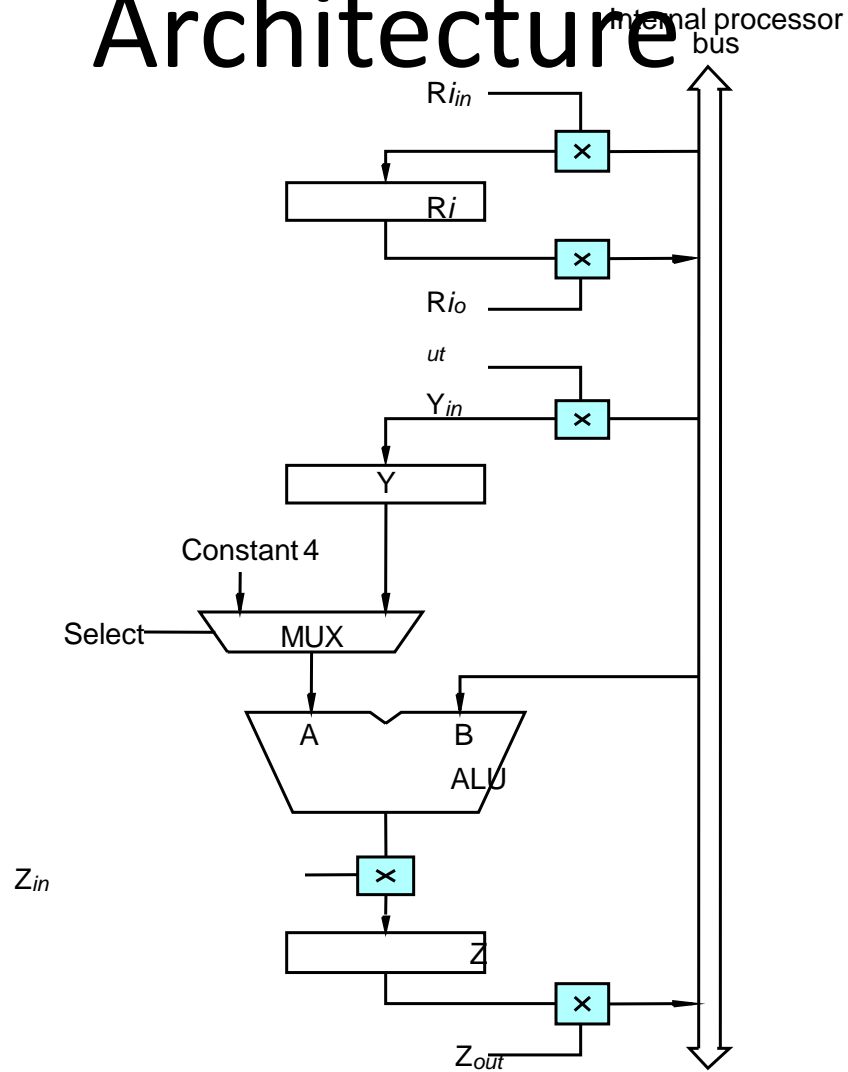 Architecture
Internal processor
bus
Riin
Ri
Rio
ut
Yin
Y
Constant 4
Select
MUX
A
B
ALU
Zin
Z
Zout